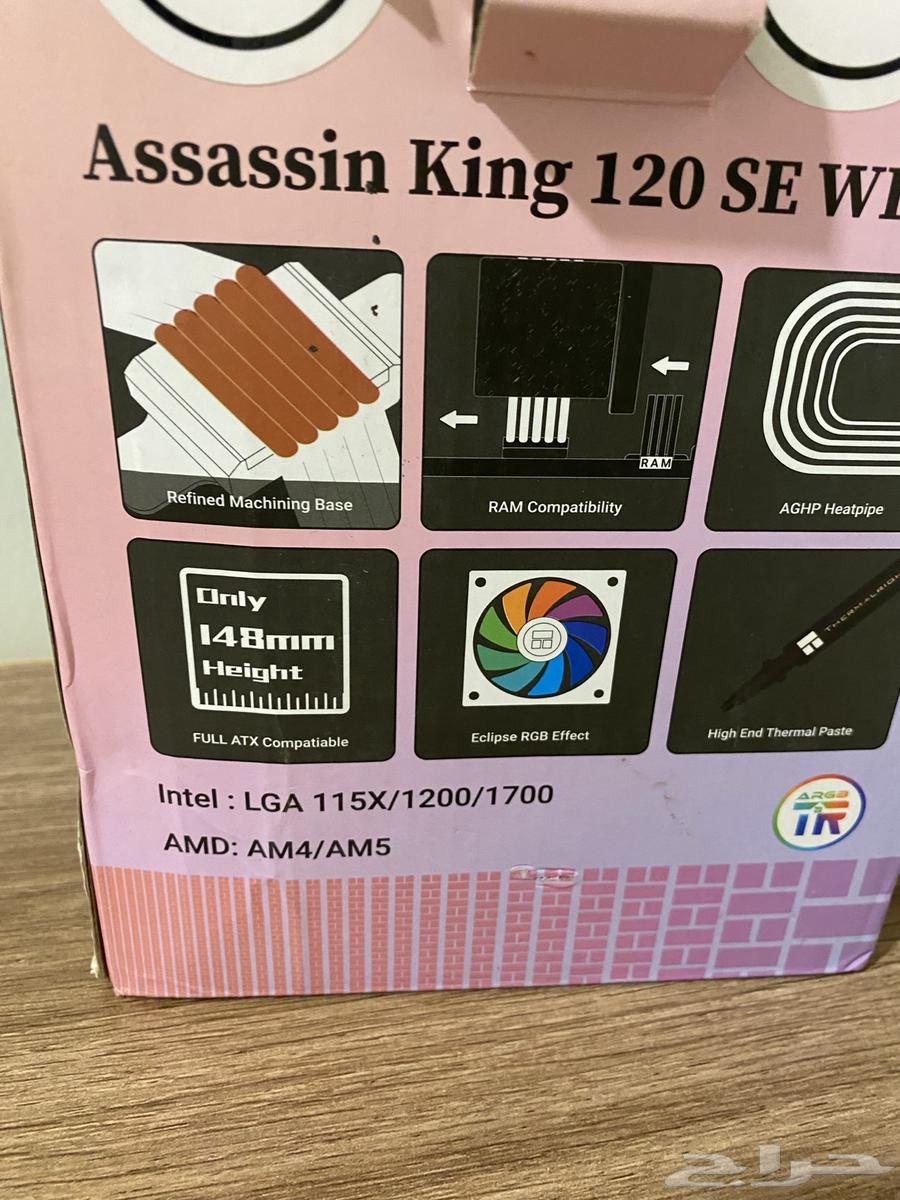 Assassin King 120 SE
Refined Machining Base
RAM
RAM Compatibility
AGHP Heatpipe
Only
148mm
Height
FULL ATX Compatiable
Eclipse RGB Effect
THERMALRIGH
High End Thermal Paste
Intel : LGA 115X/1200/1700
AMD: AM4/AM5
ARGB
TR
حراج